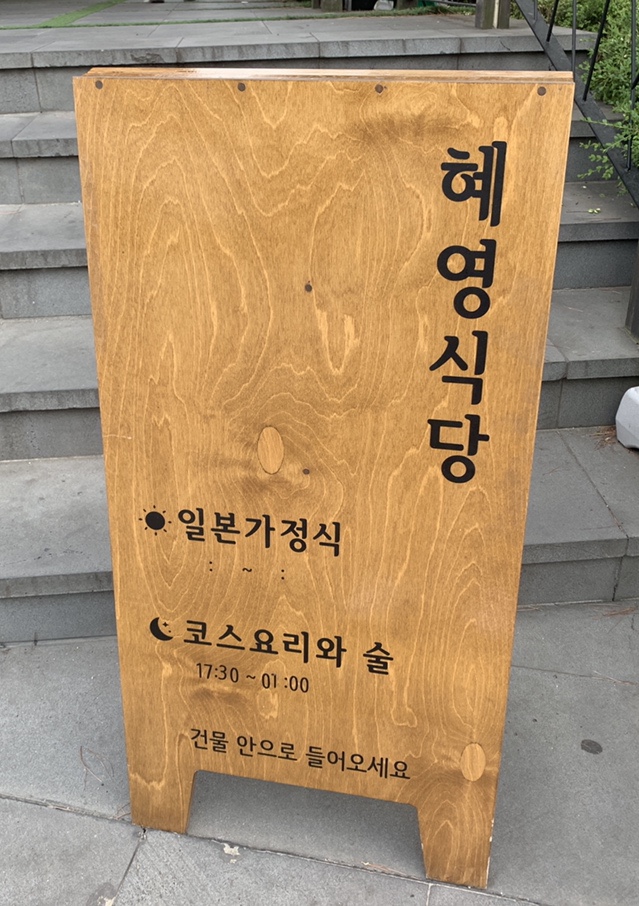 혜영식당
일본가정식
: ~ :
코스요리와 술
17:30 ~ 01:00
건물 안으로 들어오세요